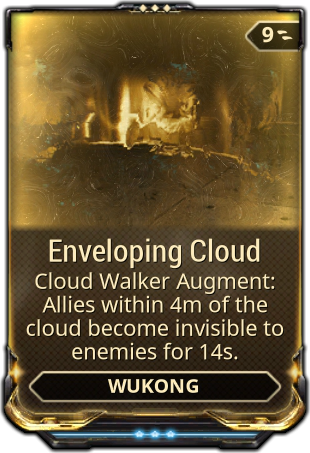 9
Enveloping Cloud
Cloud Walker Augment:
Allies within 4m of the
cloud become invisible to
enemies for 14s.
WUKONG